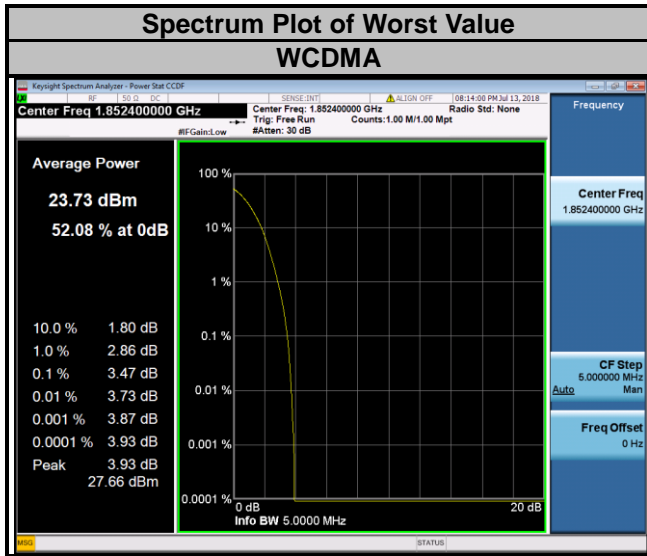 Spectrum Plot of Worst Value
WCDMA
Keysight Spectrum Analyzer - Power Stat CCDF
RF 50 Ω DC SENSE:INT ALIGN OFF 08:14:00 PM Jul 13, 2018
Center Freq 1.852400000 GHz
Center Freq: 1.852400000 GHz Radio Std: None
Trig: Free Run Counts:1.00 M/1.00 Mpt
#IFGain:Low #Atten: 30 dB
Frequency
Average Power
23.73 dBm
52.08 % at 0dB
10.0 % 1.80 dB
1.0 % 2.86 dB
0.1 % 3.47 dB
0.01 % 3.73 dB
0.001 % 3.87 dB
0.0001 % 3.93 dB
Peak 3.93 dB
27.66 dBm
100 %
10 %
1 %
0.1 %
0.01 %
0.001 %
0.0001 %
0 dB 20 dB
Info BW 5.0000 MHz
Center Freq
1.852400000 GHz
CF Step
5.000000 MHz
Auto Man
Freq Offset
0 Hz
MSG STATUS